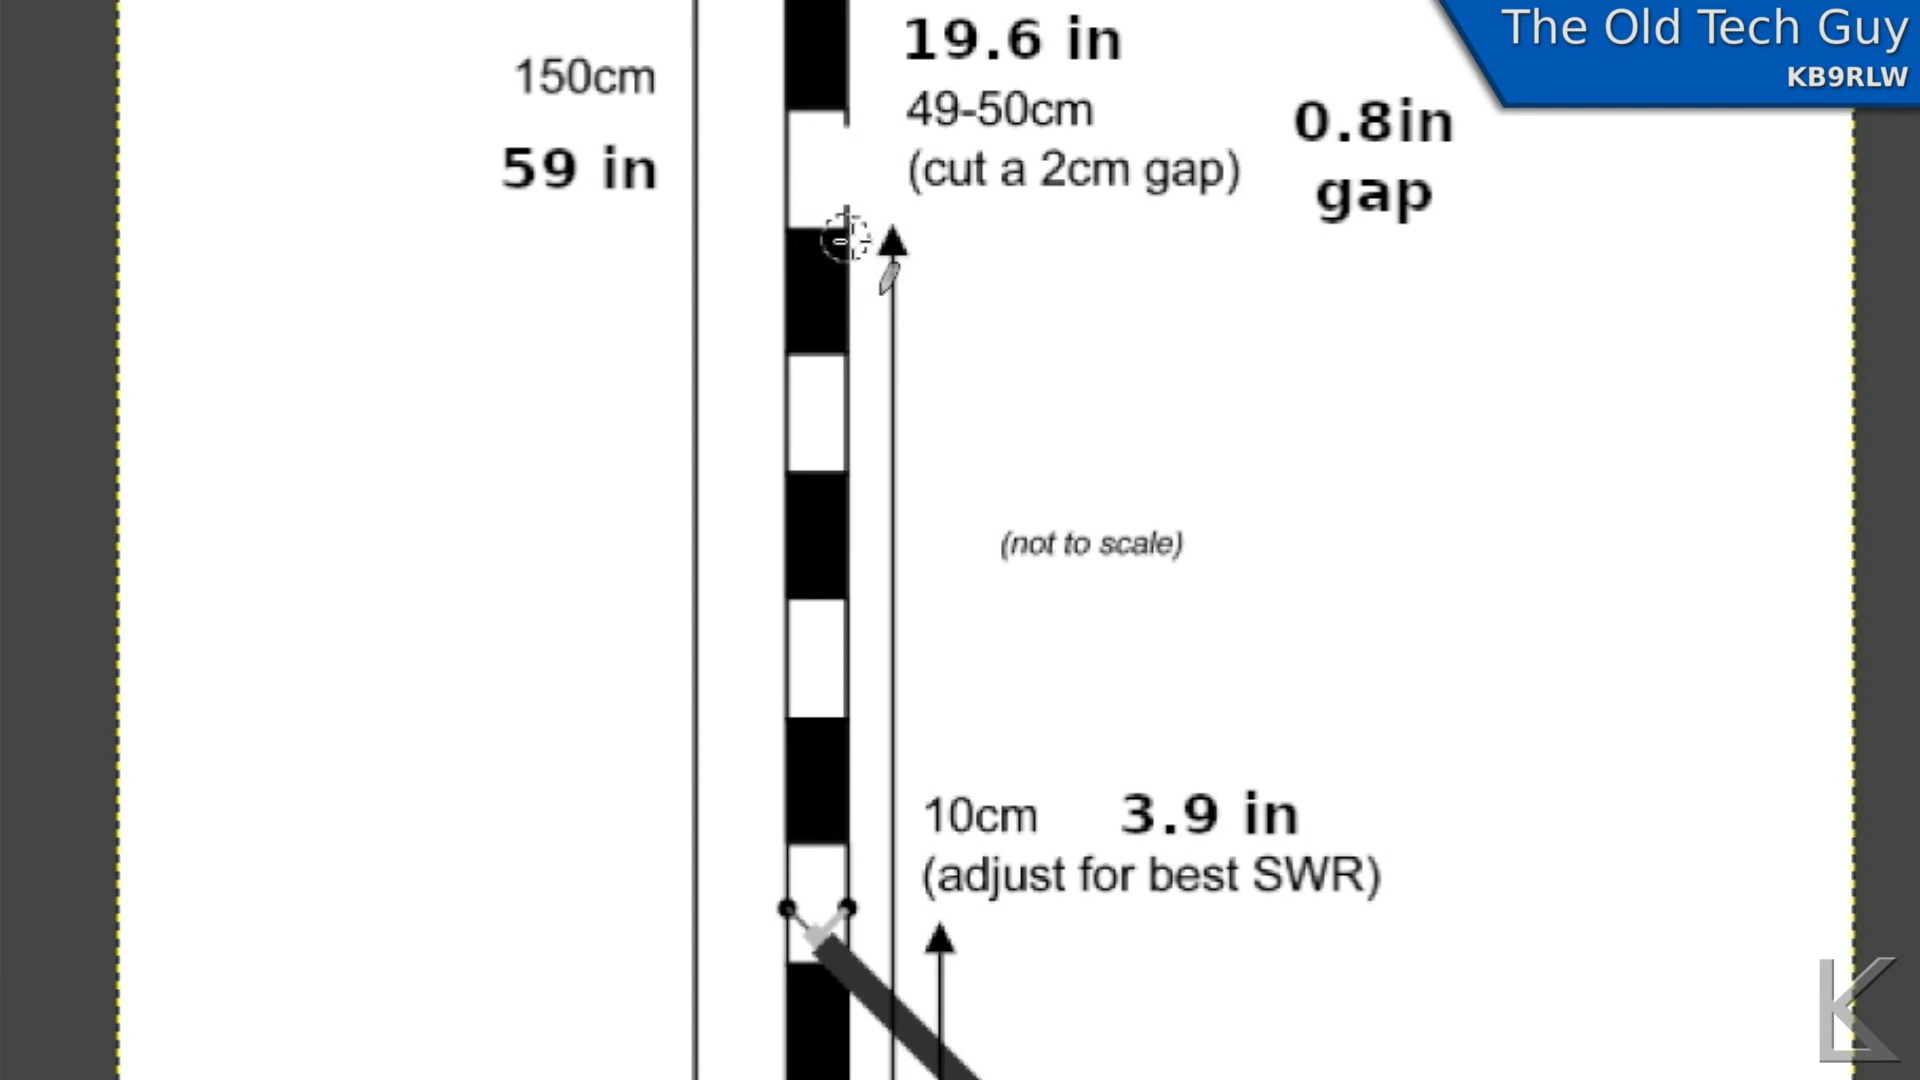 The Old Tech Guy
KB9RLW
19.6 in
150cm
49-50cm
0.8in
59 in
(cut a 2cm gap)
gap
(not to scale)
10cm 3.9 in
(adjust for best SWR)
K